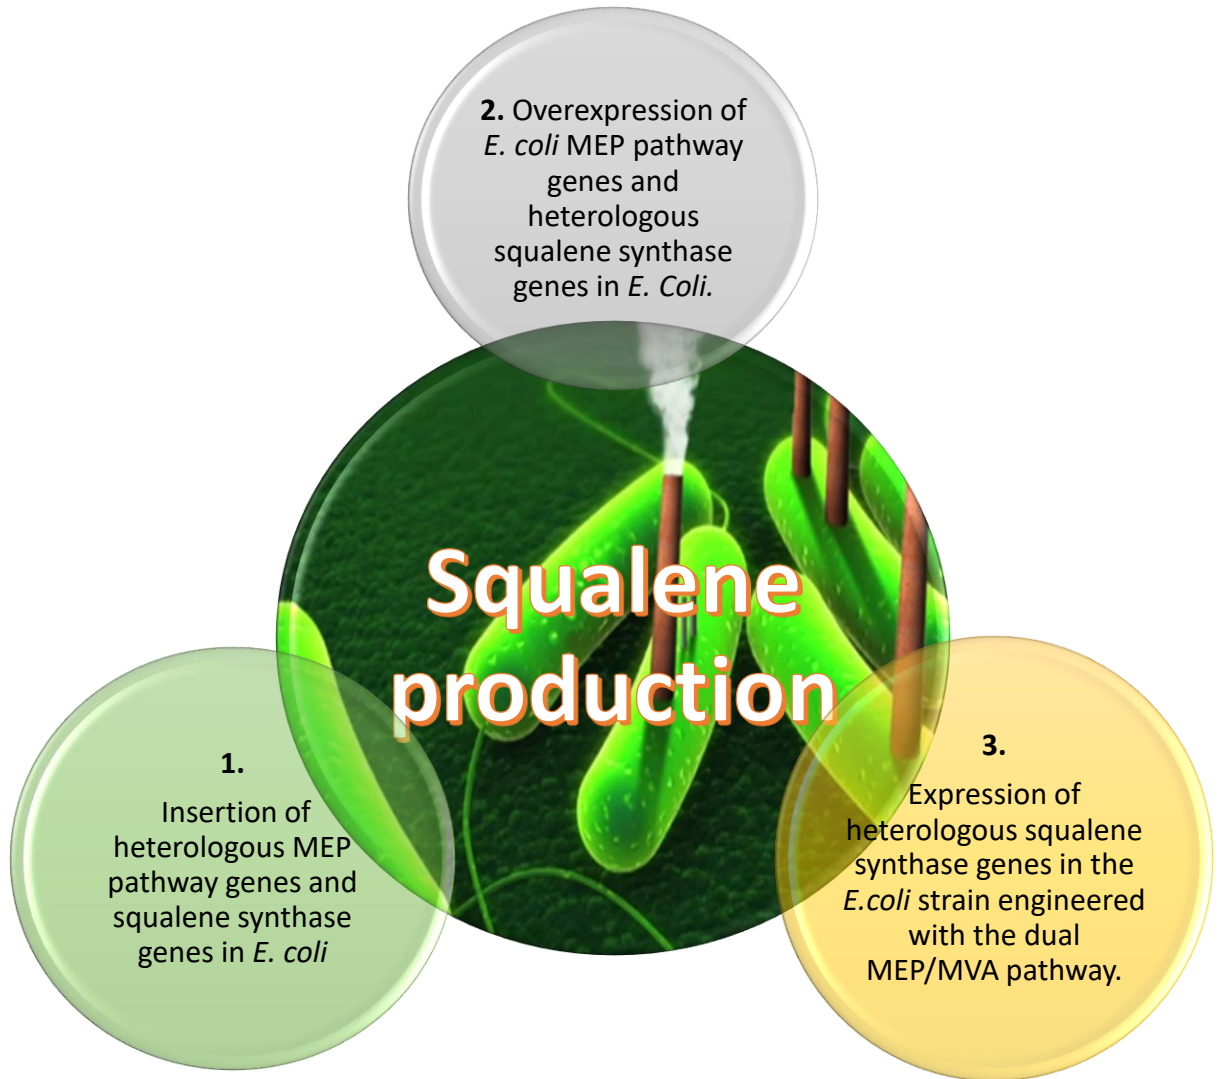 2. Overexpression of
E. coli MEP pathway
genes and
heterologous
squalene synthase
genes in E. Coli.
Squalene
production
1.
Insertion of
heterologous MEP
pathway genes and
squalene synthase
genes in E. coli
3.
Expression of
heterologous squalene
synthase genes in the
E.coli strain engineered
with the dual
MEP/MVA pathway.